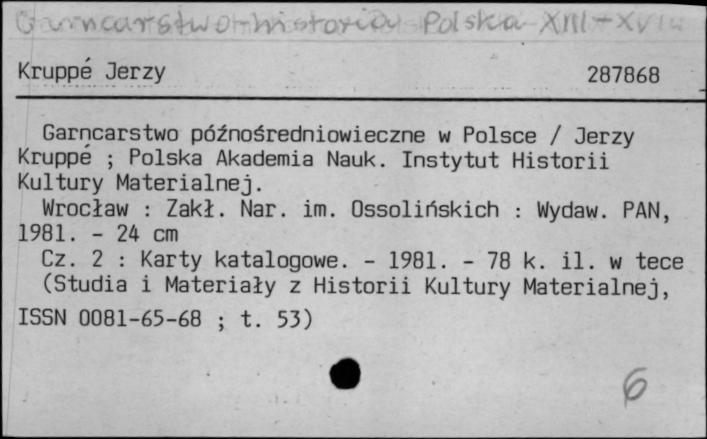 Garncarstwo-historia Polska XIII-XVIw
Kruppé Jerzy 287868
Garncarstwo późnośredniowieczne w Polsce / Jerzy
Kruppé ; Polska Akademia Nauk. Instytut Historii
Kultury Materialnej.
Wrocław : Zakł. Nar. im. Ossolińskich : Wydaw. PAN,
1981. - 24 cm
Cz. 2 : Karty katalogowe. - 1981. - 78 k. il. w tece
(Studia i Materiały z Historii Kultury Materialnej,
ISSN 0081-65-68 ; t. 53)
6